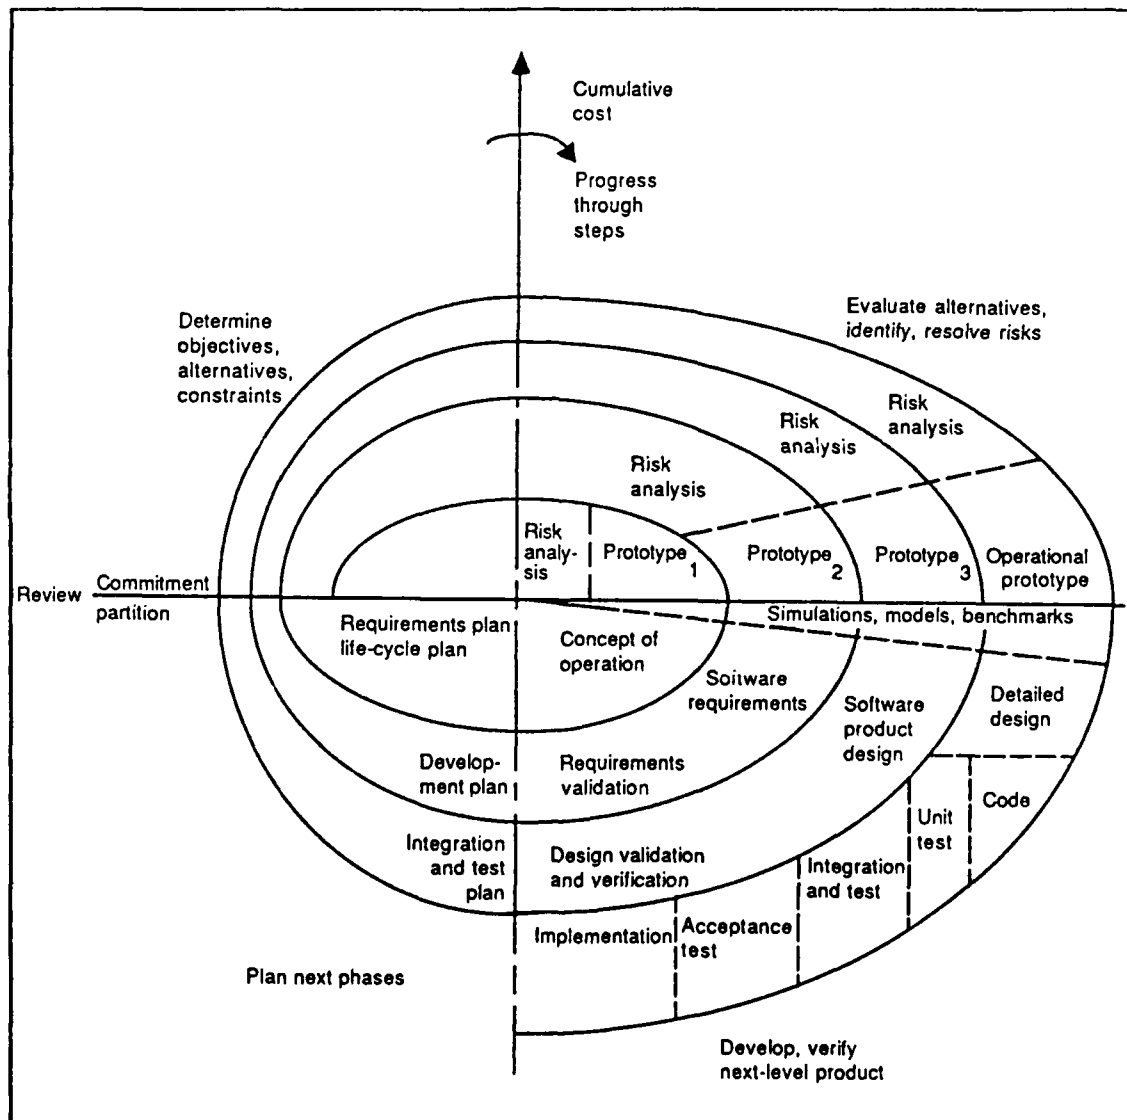 Cumulative
cost
Progress
through
steps
Determine
objectives,
alternatives,
constraints
Evaluate alternatives,
identify, resolve risks
Risk
analysis
Risk
analysis
Risk
analysis
Risk
analy-
sis
Prototype 1
Prototype 2
Prototype 3
Operational
prototype
Review
Commitment
partition
Simulations, models, benchmarks
Requirements plan
life-cycle plan
Concept of
operation
Software
requirements
Software
product
design
Detailed
design
Develop-
ment plan
Requirements
validation
Code
Unit
test
Integration
and test
plan
Design validation
and verification
Integration
and test
Acceptance
test
Implementation
Plan next phases
Develop, verify
next-level product